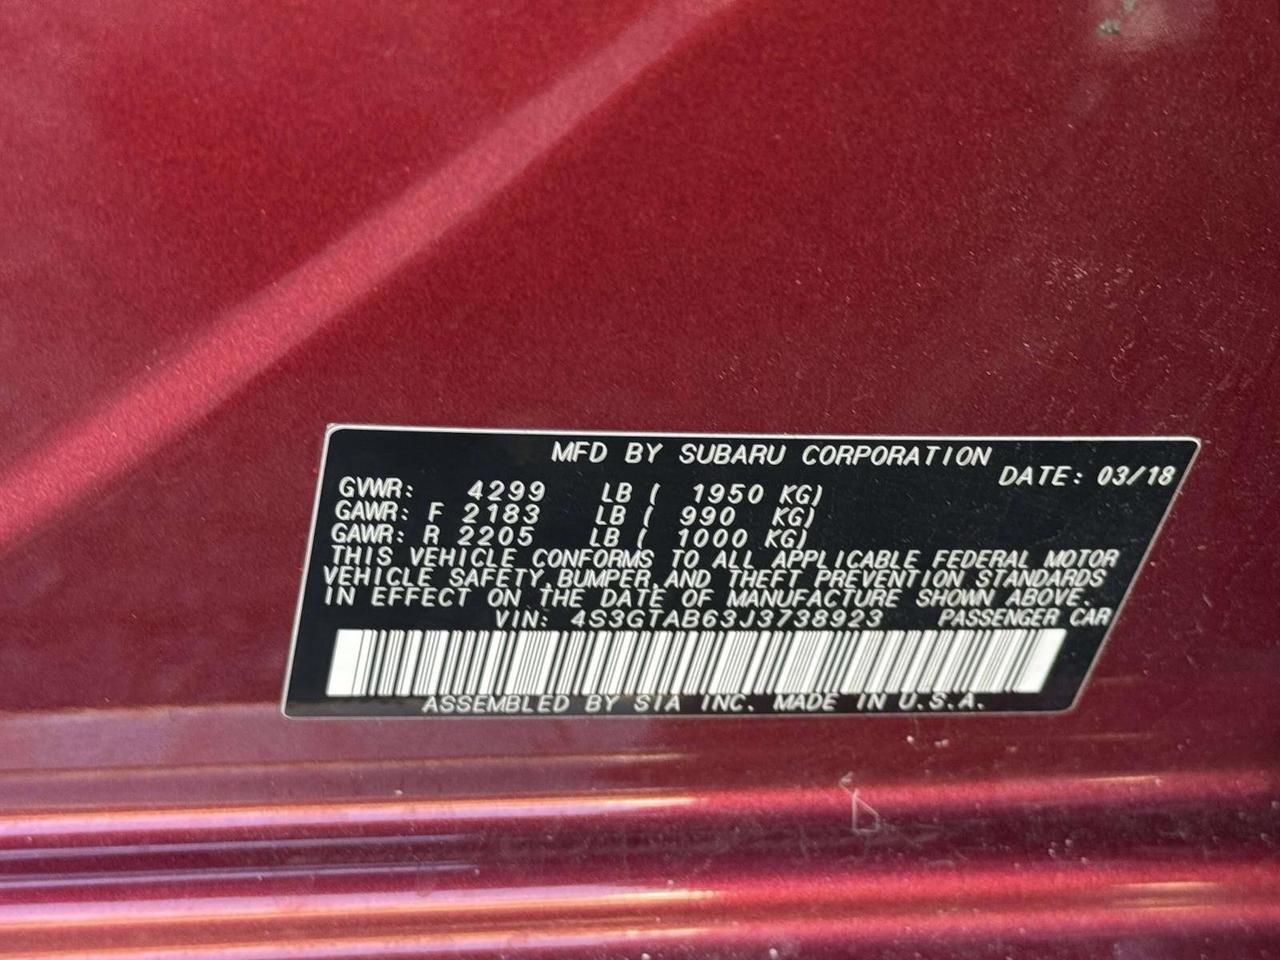 MFD BY SUBARU CORPORATION
DATE: 03/18
GVWR: 4299 LB ( 1950 KG)
GAWR: F 2183 LB ( 990 KG)
GAWR: R 2205 LB ( 1000 KG)
THIS VEHICLE CONFORMS TO ALL APPLICABLE FEDERAL MOTOR
VEHICLE SAFETY, BUMPER, AND THEFT PREVENTION STANDARDS
IN EFFECT ON THE DATE OF MANUFACTURE SHOWN ABOVE.
VIN: 4S3GTAB63J3738923 PASSENGER CAR
ASSEMBLED BY SIA INC. MADE IN U.S.A.